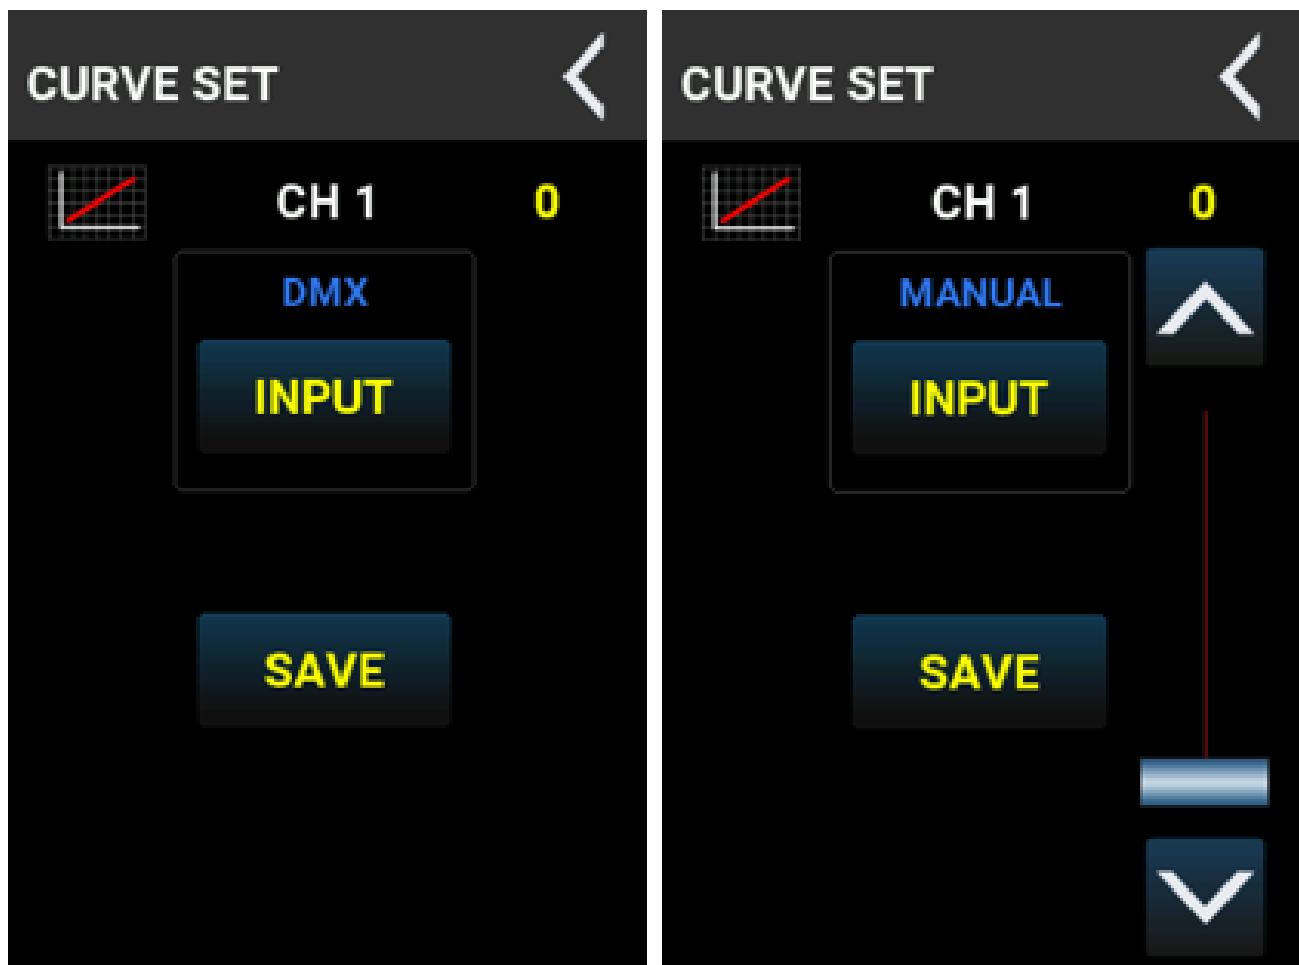 CURVE SET
CH 1 0
DMX
INPUT
SAVE
CURVE SET
CH 1 0
MANUAL
INPUT
SAVE